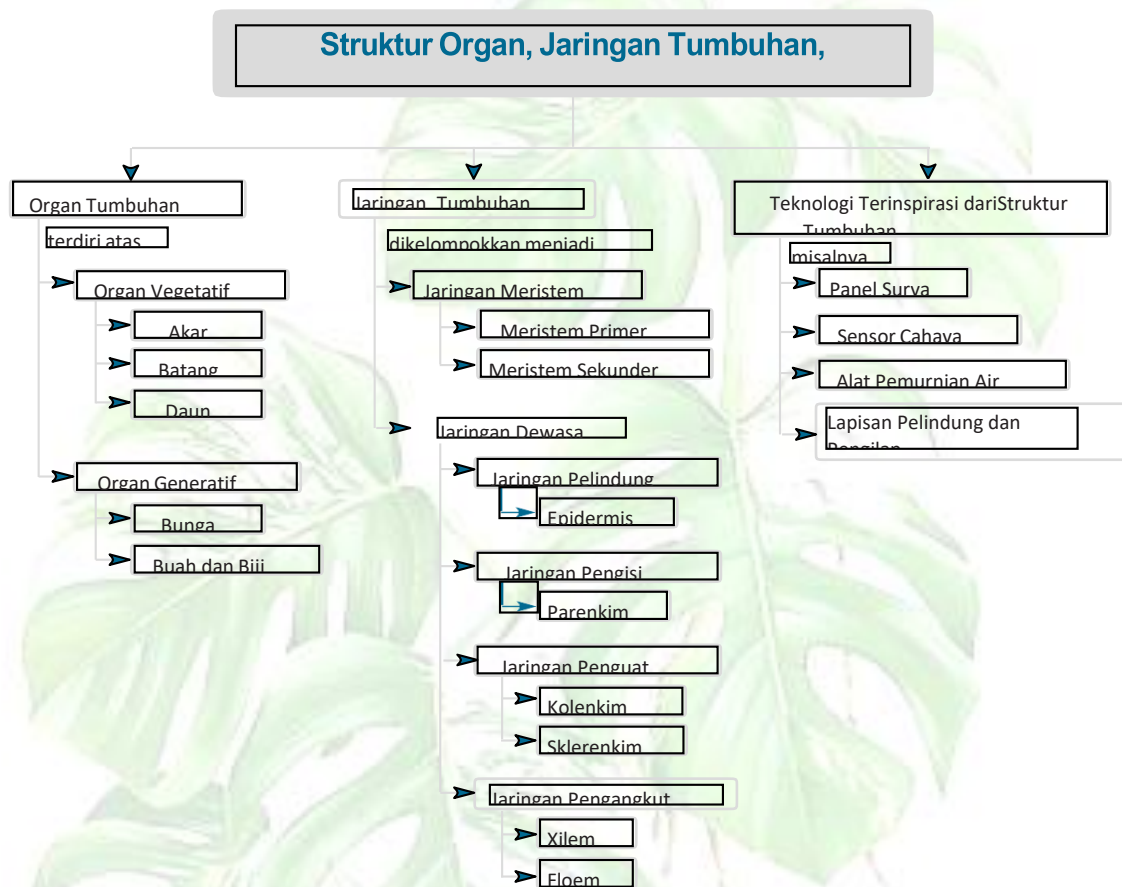 Struktur Organ, Jaringan Tumbuhan,
Organ Tumbuhan
terdiri atas
Organ Vegetatif
Akar
Batang
Daun
Organ Generatif
Bunga
Buah dan Biji
Jaringan Tumbuhan
dikelompokkan menjadi
Jaringan Meristem
Meristem Primer
Meristem Sekunder
Jaringan Dewasa
Jaringan Pelindung
Epidermis
Jaringan Pengisi
Parenkim
Jaringan Penguat
Kolenkim
Sklerenkim
Jaringan Pengangkut
Xilem
Floem
Teknologi Terinspirasi dariStruktur
Tumbuhan
misalnya
Panel Surya
Sensor Cahaya
Alat Pemurnian Air
Lapisan Pelindung dan